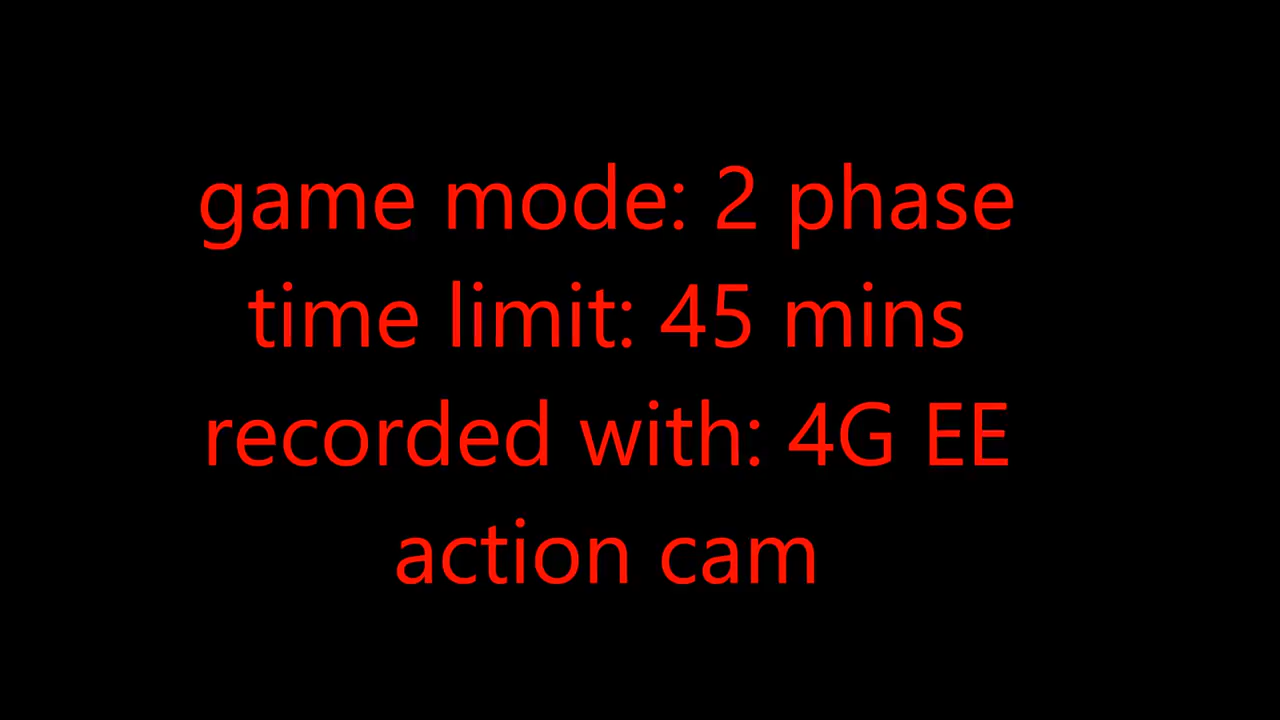 game mode: 2 phase
time limit: 45 mins
recorded with: 4G EE
action cam